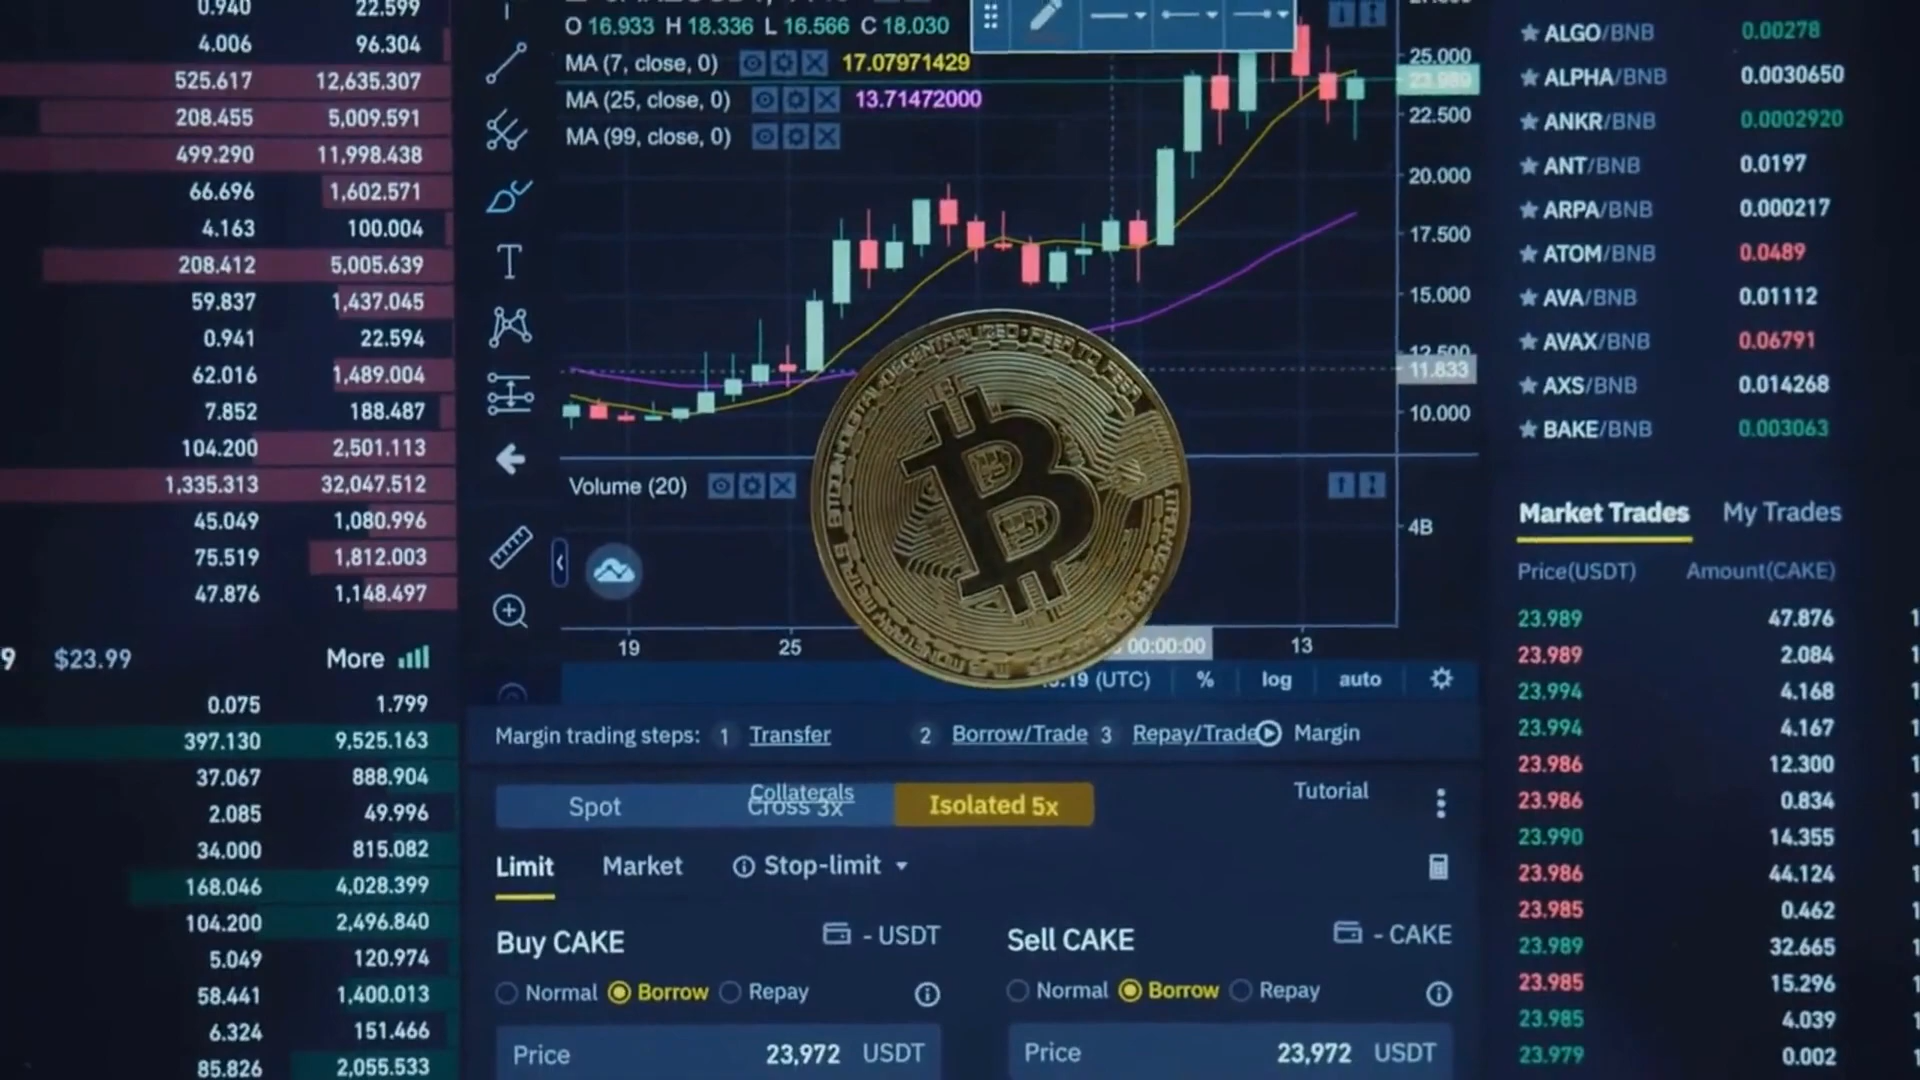 0.940 22.599
4.006 96.304
525.617 12,635.307
208.455 5,009.591
499.290 11,998.438
66.696 1,602.571
4.163 100.004
208.412 5,005.639
59.837 1,437.045
0.941 22.594
62.016 1,489.004
7.852 188.487
104.200 2,501.113
1,335.313 32,047.512
45.049 1,080.996
75.519 1,812.003
47.876 1,148.497
9 $23.99 More
0.075 1.799
397.130 9,525.163
37.067 888.904
2.085 49.996
34.000 815.082
168.046 4,028.399
104.200 2,496.840
5.049 120.974
58.441 1,400.013
6.324 151.466
85.826 2,055.533
O 16.933 H 18.336 L 16.566 C 18.030
MA (7, close, 0) 17.07971429
MA (25, close, 0) 13.71472000
MA (99, close, 0)
25.000
23.989
22.500
20.000
17.500
15.000
12.500
11.833
10.000
Volume (20)
4B
DECENTRALIZED • PEER TO PEER
B
19 25 00:00:00 13
19 (UTC) % log auto
Margin trading steps: 1 Transfer 2 Borrow/Trade 3 Repay/Trade Margin
Collaterals Tutorial
Spot Cross 3x Isolated 5x
Limit Market Stop-limit
Buy CAKE - USDT
Normal Borrow Repay
Price 23,972 USDT
Sell CAKE - CAKE
Normal Borrow Repay
Price 23,972 USDT
ALGO/BNB 0.00278
ALPHA/BNB 0.0030650
ANKR/BNB 0.0002920
ANT/BNB 0.0197
ARPA/BNB 0.000217
ATOM/BNB 0.0489
AVA/BNB 0.01112
AVAX/BNB 0.06791
AXS/BNB 0.014268
BAKE/BNB 0.003063
Market Trades My Trades
Price(USDT) Amount(CAKE)
23.989 47.876
23.989 2.084
23.994 4.168
23.994 4.167
23.986 12.300
23.986 0.834
23.990 14.355
23.986 44.124
23.985 0.462
23.989 32.665
23.985 15.296
23.985 4.039
23.979 0.002